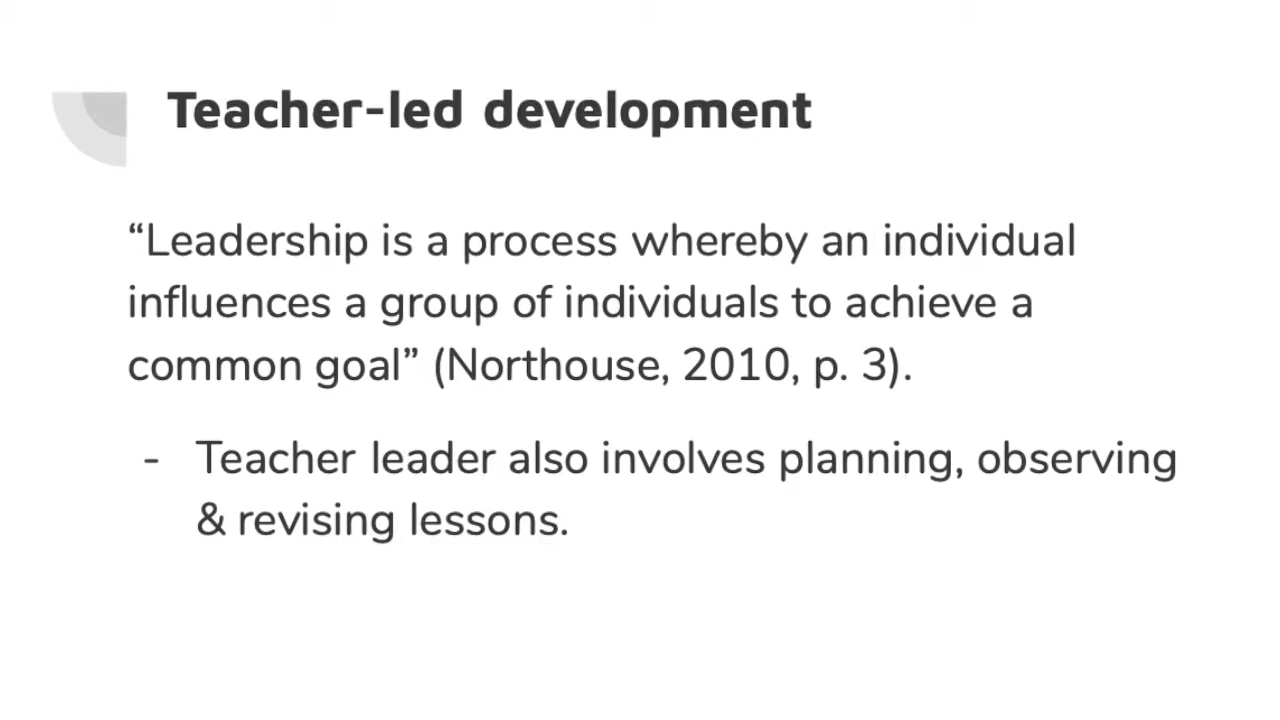 Teacher-led development
“Leadership is a process whereby an individual
influences a group of individuals to achieve a
common goal” (Northouse, 2010, p. 3).
- Teacher leader also involves planning, observing
& revising lessons.